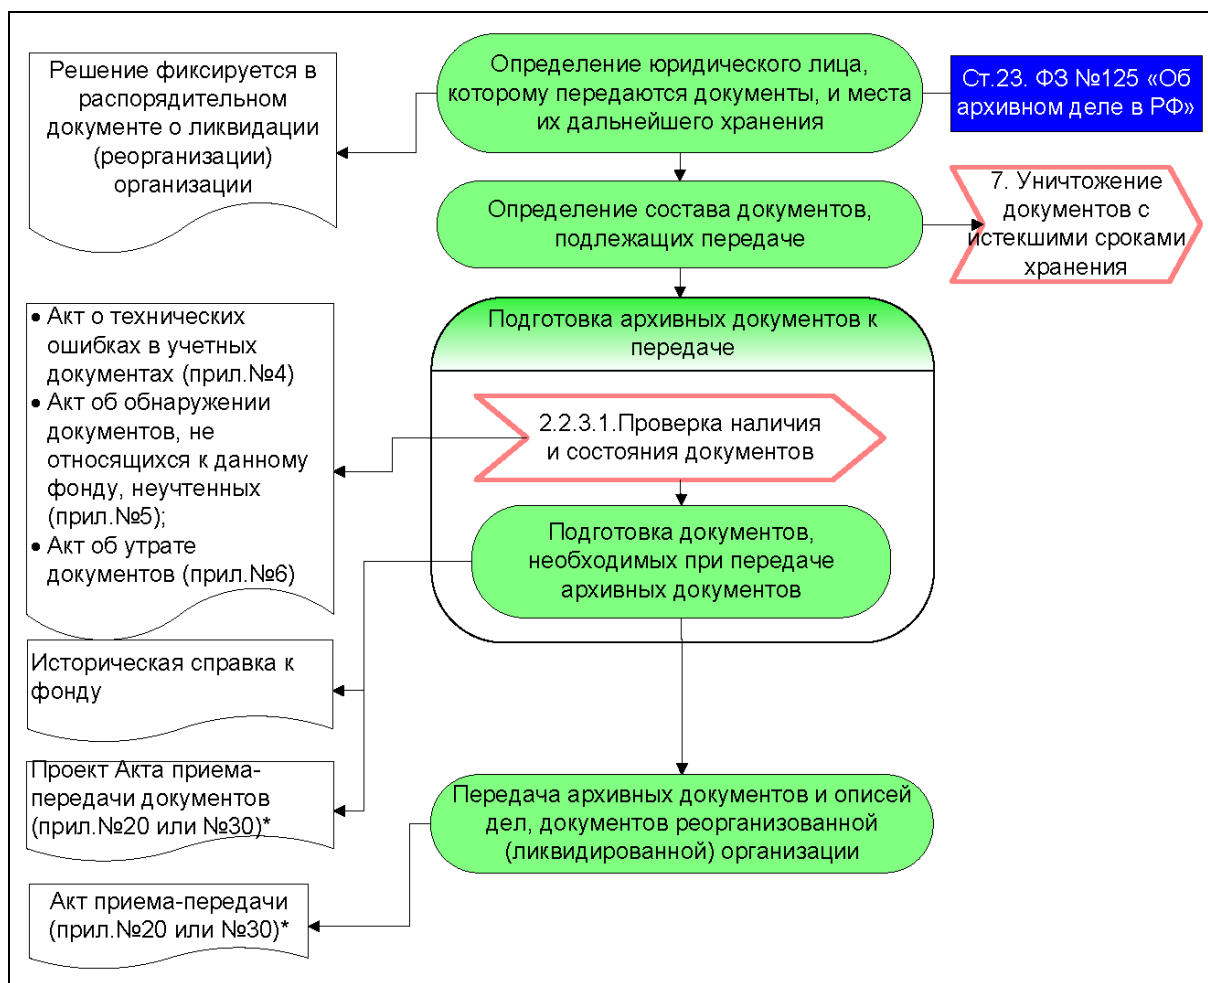 Решение фиксируется в
распорядительном
документе о ликвидации
(реорганизации)
организации
Определение юридического лица,
которому передаются документы, и места
их дальнейшего хранения
Ст.23. ФЗ №125 «Об
архивном деле в РФ»
Определение состава документов,
подлежащих передаче
7. Уничтожение
документов с
истекшими сроками
хранения
• Акт о технических
ошибках в учетных
документах (прил.№4)
• Акт об обнаружении
документов, не
относящихся к данному
фонду, неучтенных
(прил.№5);
• Акт об утрате
документов (прил.№6)
Подготовка архивных документов к
передаче
2.2.3.1.Проверка наличия
и состояния документов
Подготовка документов,
необходимых при передаче
архивных документов
Историческая справка к
фонду
Проект Акта приема-
передачи документов
(прил.№20 или №30)*
Передача архивных документов и описей
дел, документов реорганизованной
(ликвидированной) организации
Акт приема-передачи
(прил.№20 или №30)*